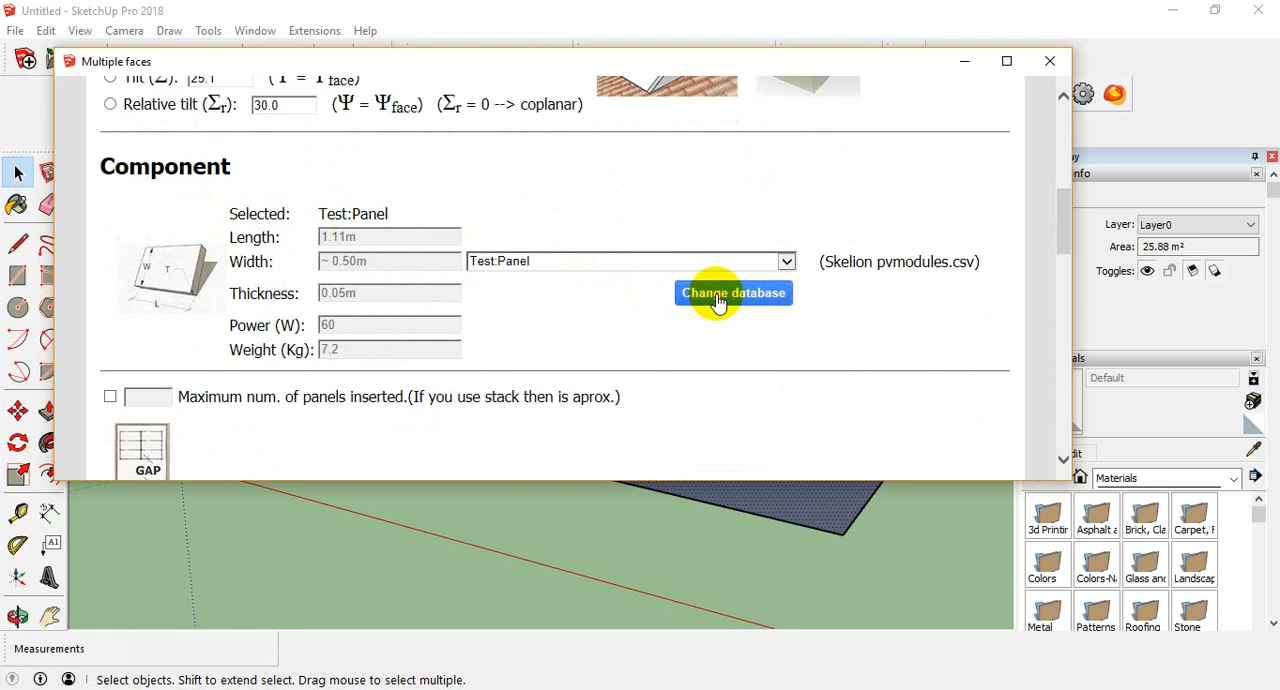 Untitled - SketchUp Pro 2018
File Edit View Camera Draw Tools Window Extensions Help
Multiple faces
25.1
face)
Relative tilt (Σr): 30.0 (Ψ = Ψface) (Σr = 0 --> coplanar)
Component
Selected: Test:Panel
Length: 1.11m
Width: ~ 0.50m Test:Panel (Skelion pvmodules.csv)
Change database
Thickness: 0.05m
Power (W): 60
Weight (Kg): 7.2
Maximum num. of panels inserted.(If you use stack then is aprox.)
GAP
W T L
Layer: Layer0
Area: 25.88 m²
Toggles:
Default
Materials
3d Printir Asphalt a Brick, Cla Carpet, F
Colors Colors-Na Glass and Landscap
Metal Patterns Roofing Stone
A1
Measurements
Select objects. Shift to extend select. Drag mouse to select multiple.